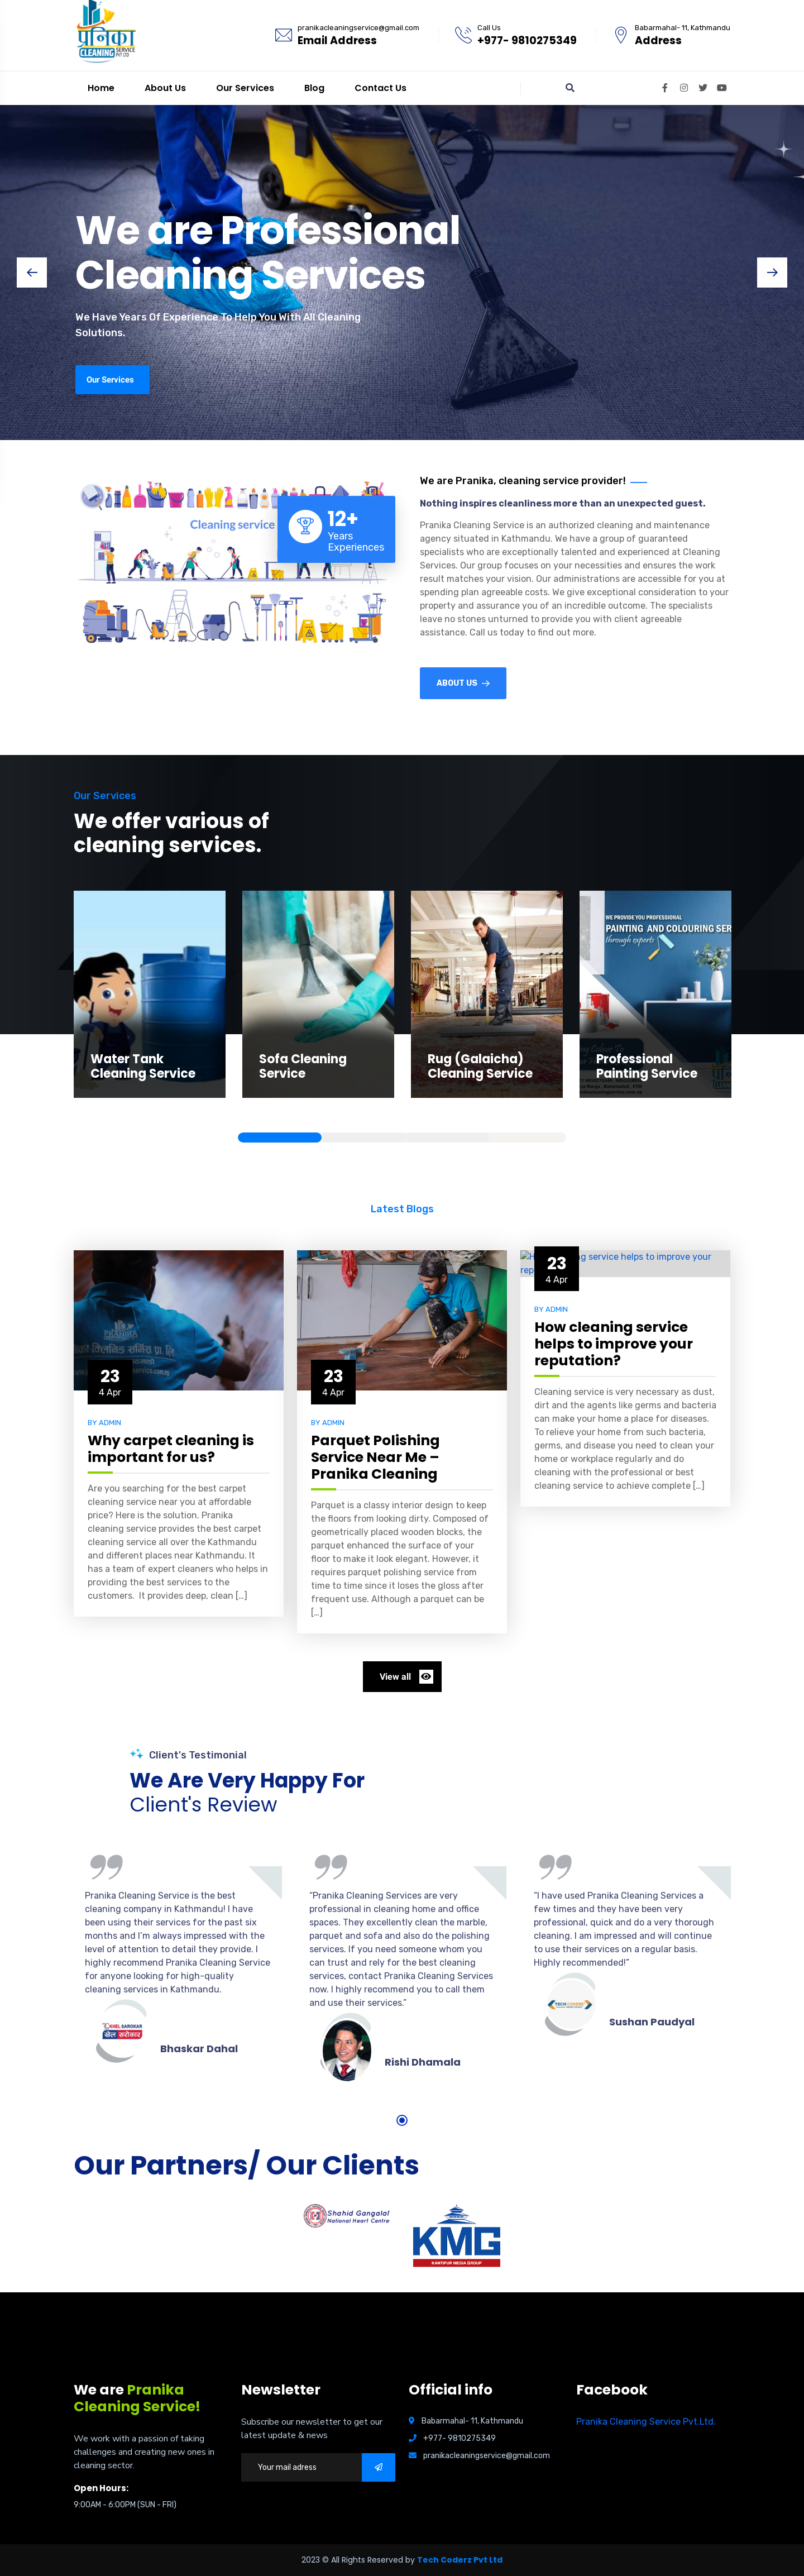 प्रनिका
CLEANING SERVICE
PVT LTD
pranikacleaningservice@gmail.com
Email Address
Call Us
+977- 9810275349
Babarmahal- 11, Kathmandu
Address
Home
About Us
Our Services
Blog
Contact Us
We are Professional
Cleaning Services
We Have Years Of Experience To Help You With All Cleaning
Solutions.
Our Services
Cleaning service
12+
Years
Experiences
We are Pranika, cleaning service provider!
Nothing inspires cleanliness more than an unexpected guest.
Pranika Cleaning Service is an authorized cleaning and maintenance
agency situated in Kathmandu. We have a group of guaranteed
specialists who are exceptionally talented and experienced at Cleaning
Services. Our group focuses on your necessities and ensures the work
result matches your vision. Our administrations are accessible for you at
spending plan agreeable costs. We give exceptional consideration to your
property and assurance you of an incredible outcome. The specialists
leave no stones unturned to provide you with client agreeable
assistance. Call us today to find out more.
ABOUT US
Our Services
We offer various of
cleaning services.
Water Tank
Cleaning Service
Sofa Cleaning
Service
Rug (Galaicha)
Cleaning Service
WE PROVIDE YOU PROFESSIONAL
PAINTING AND COLOURING SER
through experts
Professional
Painting Service
Latest Blogs
23
4 Apr
BY ADMIN
Why carpet cleaning is
important for us?
Are you searching for the best carpet
cleaning service near you at affordable
price? Here is the solution. Pranika
cleaning service provides the best carpet
cleaning service all over the Kathmandu
and different places near Kathmandu. It
has a team of expert cleaners who helps in
providing the best services to the
customers.  It provides deep, clean […]
PRANIKA
23
4 Apr
BY ADMIN
Parquet Polishing
Service Near Me –
Pranika Cleaning
Parquet is a classy interior design to keep
the floors from looking dirty. Composed of
geometrically placed wooden blocks, the
parquet enhanced the surface of your
floor to make it look elegant. However, it
requires parquet polishing service from
time to time since it loses the gloss after
frequent use. Although a parquet can be
[…]
service helps to improve your
23
4 Apr
BY ADMIN
How cleaning service
helps to improve your
reputation?
Cleaning service is very necessary as dust,
dirt and the agents like germs and bacteria
can make your home a place for diseases.
To relieve your home from such bacteria,
germs, and disease you need to clean your
home or workplace regularly and do
cleaning with the professional or best
cleaning service to achieve complete […]
View all
Client's Testimonial
We Are Very Happy For
Client's Review
Pranika Cleaning Service is the best
cleaning company in Kathmandu! I have
been using their services for the past six
months and I'm always impressed with the
level of attention to detail they provide. I
highly recommend Pranika Cleaning Service
for anyone looking for high-quality
cleaning services in Kathmandu.
KHEL SAROKAR
खेल सरोकार
Bhaskar Dahal
“Pranika Cleaning Services are very
professional in cleaning home and office
spaces. They excellently clean the marble,
parquet and sofa and also do the polishing
services. If you need someone whom you
can trust and rely for the best cleaning
services, contact Pranika Cleaning Services
now. I highly recommend you to call them
and use their services.”
Rishi Dhamala
“I have used Pranika Cleaning Services a
few times and they have been very
professional, quick and do a very thorough
cleaning. I am impressed and will continue
to use their services on a regular basis.
Highly recommended!”
TECH CODERZ
Sushan Paudyal
Our Partners/ Our Clients
Shahid Gangalal
National Heart Centre
KMG
KANTIPUR MEDIA GROUP
We are Pranika
Cleaning Service!
We work with a passion of taking
challenges and creating new ones in
cleaning sector.
Open Hours:
9:00AM - 6:00PM (SUN - FRI)
Newsletter
Subscribe our newsletter to get our
latest update & news
Your mail adress
Official info
Babarmahal- 11, Kathmandu
+977- 9810275349
pranikacleaningservice@gmail.com
Facebook
Pranika Cleaning Service Pvt.Ltd.
2023 © All Rights Reserved by Tech Coderz Pvt Ltd